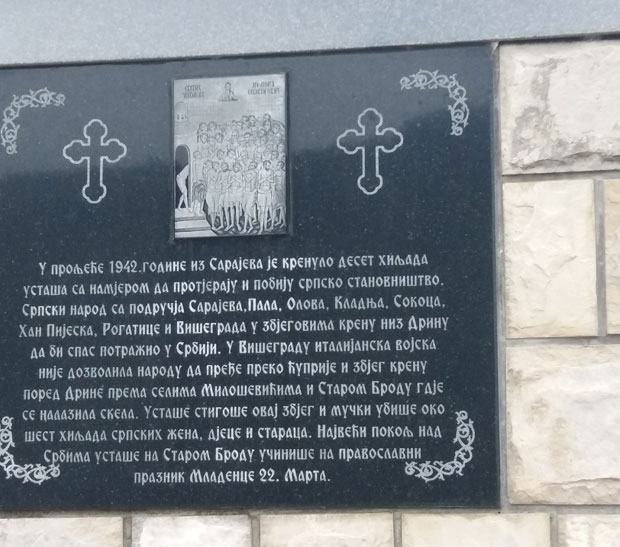 У прољеће 1942.године из Сарајева је кренуло десет хиљада
усташа са намјером да протјерају и побију српско становништво.
Српски народ са подручја Сарајева,Пала, Олова, Кладња, Сокоца,
Хан Пијеска, Рогатице и Вишеграда у збјеговима крену низ Дрину
да би спас потражио у Србији. У Вишеграду италијанска војска
није дозволила народу да пређе преко ћуприје и збјег крену
поред Дрине према селима Милошевићима и Старом Броду гдје
се налазила скела. Усташе стигоше овај збјег и мучки убише око
шест хиљада српских жена, дјеце и стараца. Највећи покољ над
Србима усташе на Старом Броду учинише на православни
празник Младенце 22. Марта.